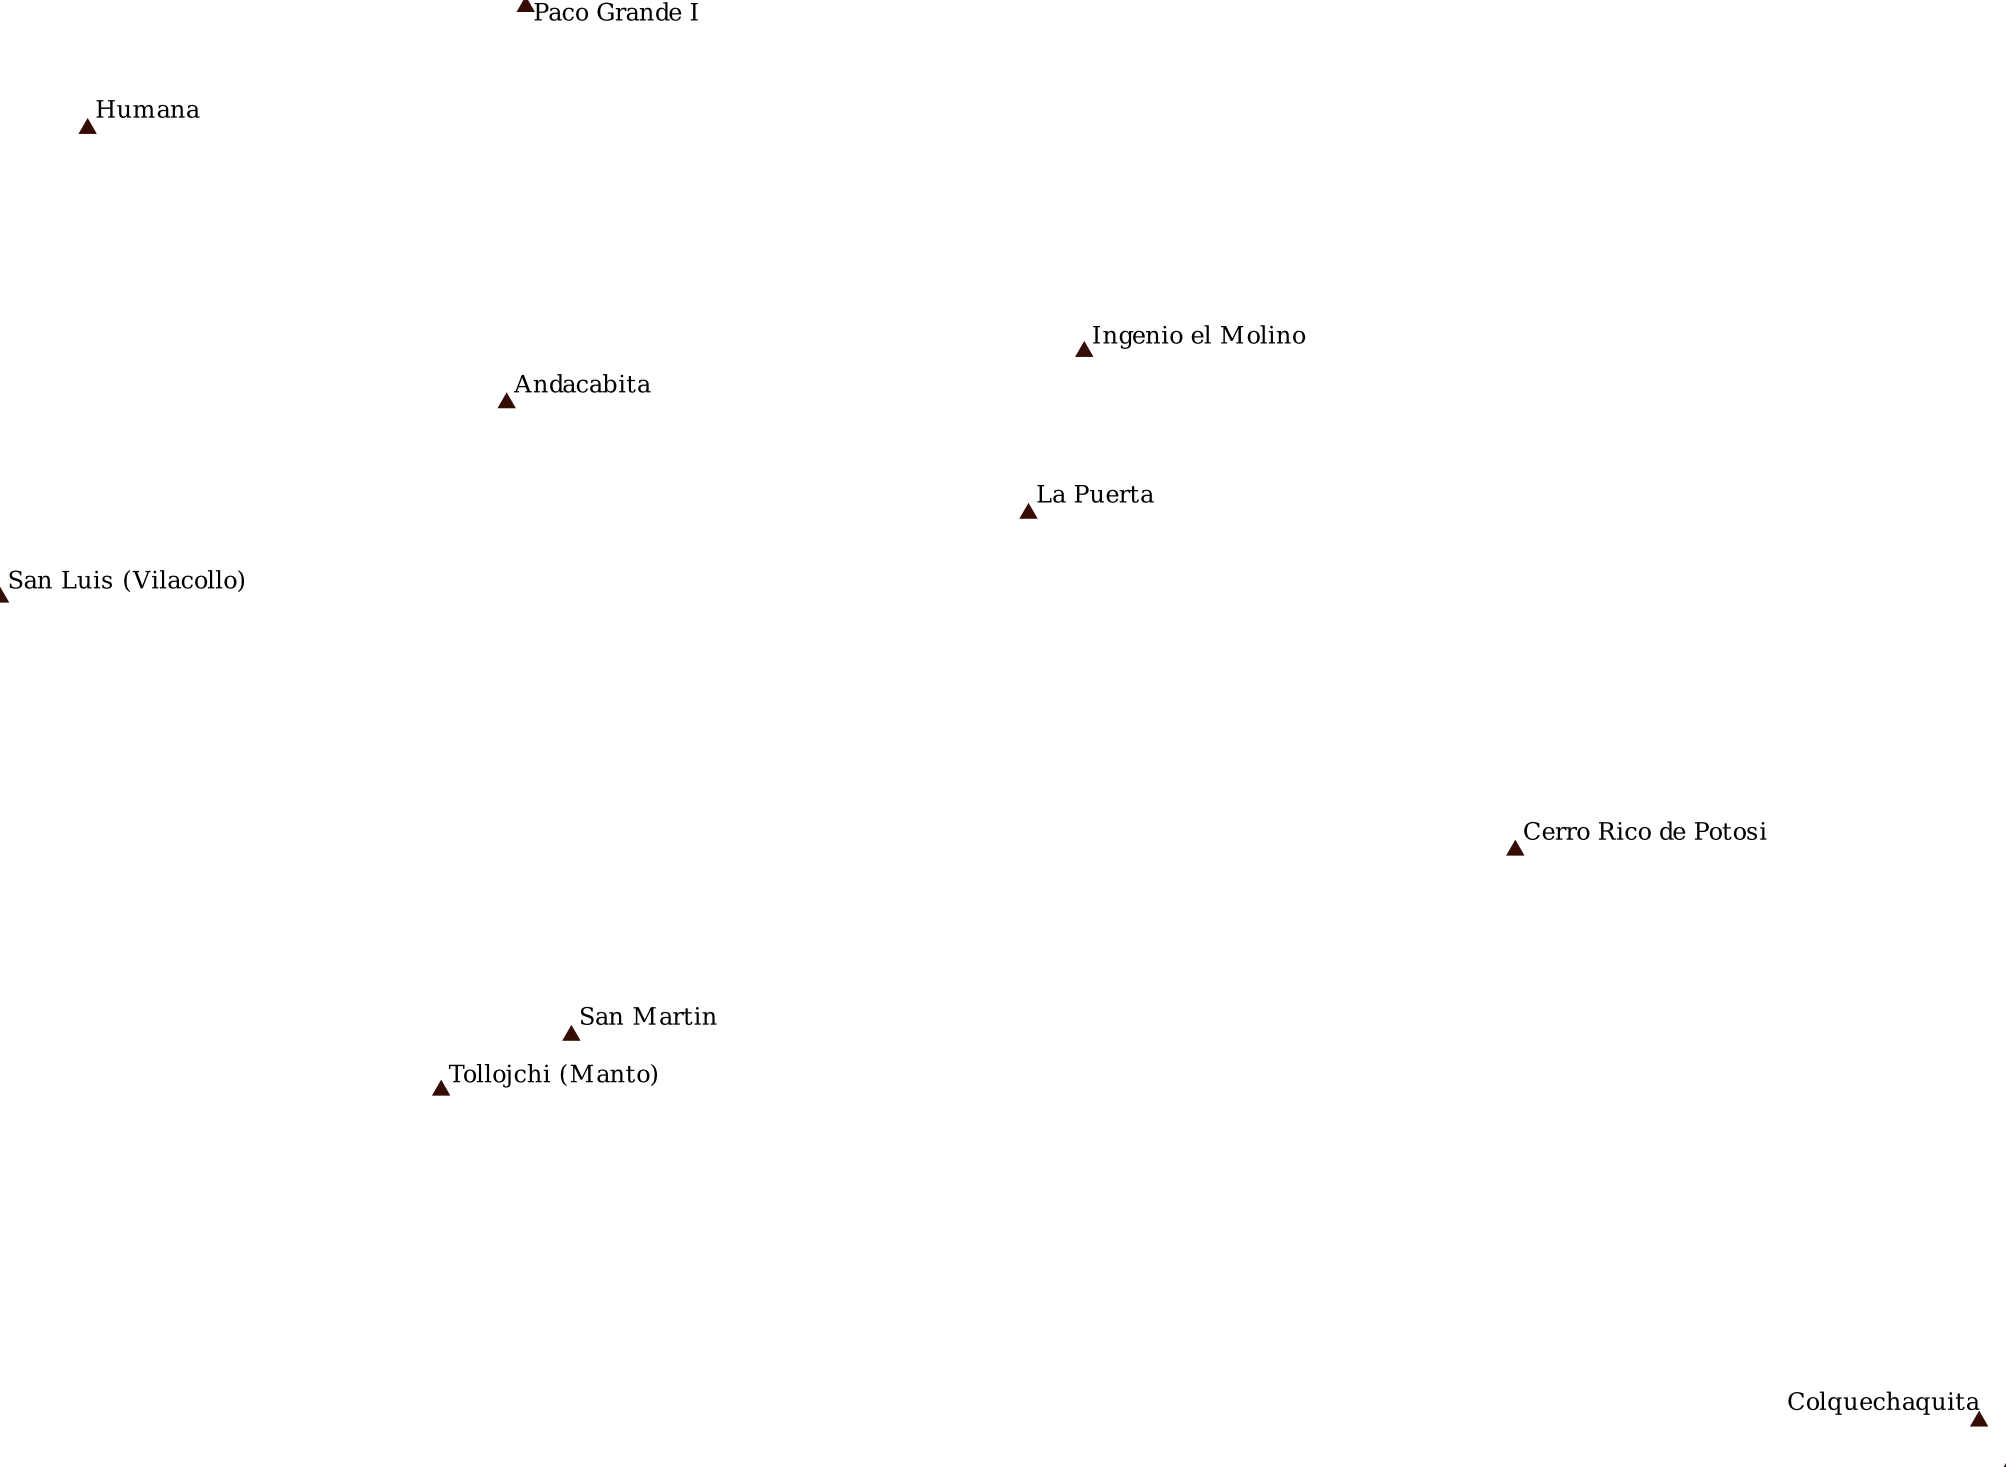 Paco Grande I
Humana
Ingenio el Molino
Andacabita
La Puerta
San Luis (Vilacollo)
Cerro Rico de Potosi
San Martin
Tollojchi (Manto)
Colquechaquita